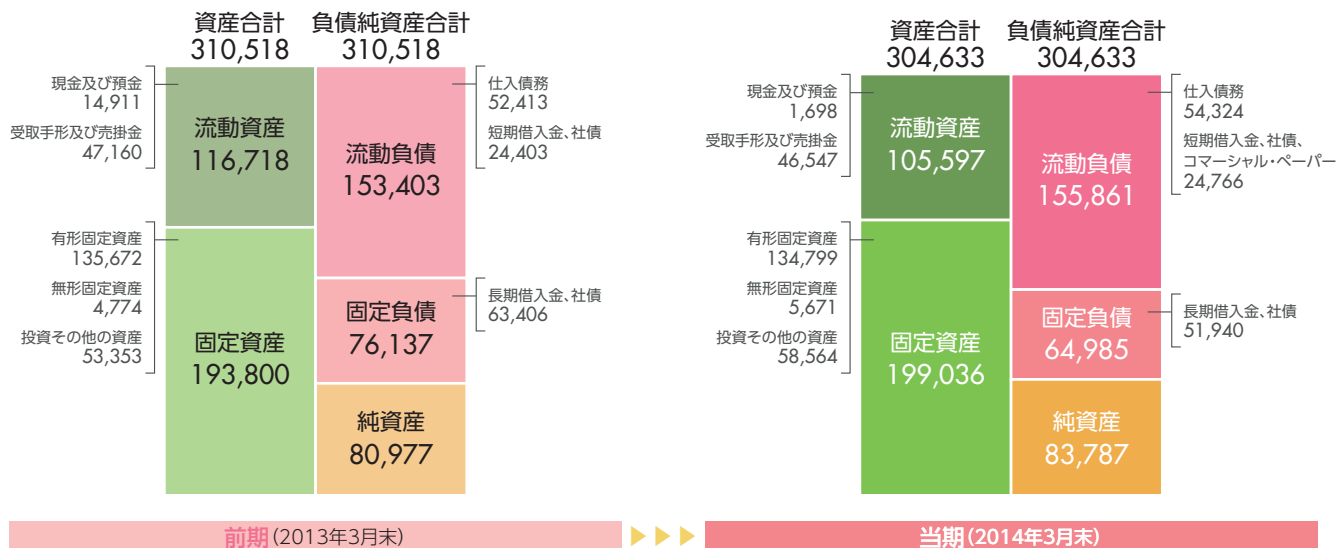 資産合計
310,518
負債純資産合計
310,518
現金及び預金
14,911
受取手形及び売掛金
47,160
流動資産
116,718
有形固定資産
135,672
無形固定資産
4,774
投資その他の資産
53,353
固定資産
193,800
流動負債
153,403
仕入債務
52,413
短期借入金、社債
24,403
固定負債
76,137
長期借入金、社債
63,406
純資産
80,977
前期(2013年3月末)
資産合計
304,633
負債純資産合計
304,633
現金及び預金
1,698
受取手形及び売掛金
46,547
流動資産
105,597
有形固定資産
134,799
無形固定資産
5,671
投資その他の資産
58,564
固定資産
199,036
流動負債
155,861
仕入債務
54,324
短期借入金、社債、
コマーシャル・ペーパー
24,766
固定負債
64,985
長期借入金、社債
51,940
純資産
83,787
当期(2014年3月末)